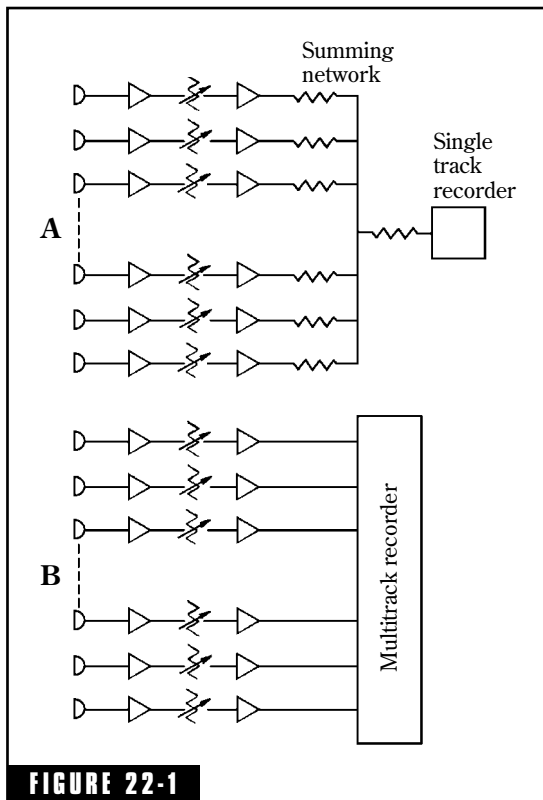 Summing
network
Single
track
recorder
A
B
Multitrack recorder
FIGURE 22-1